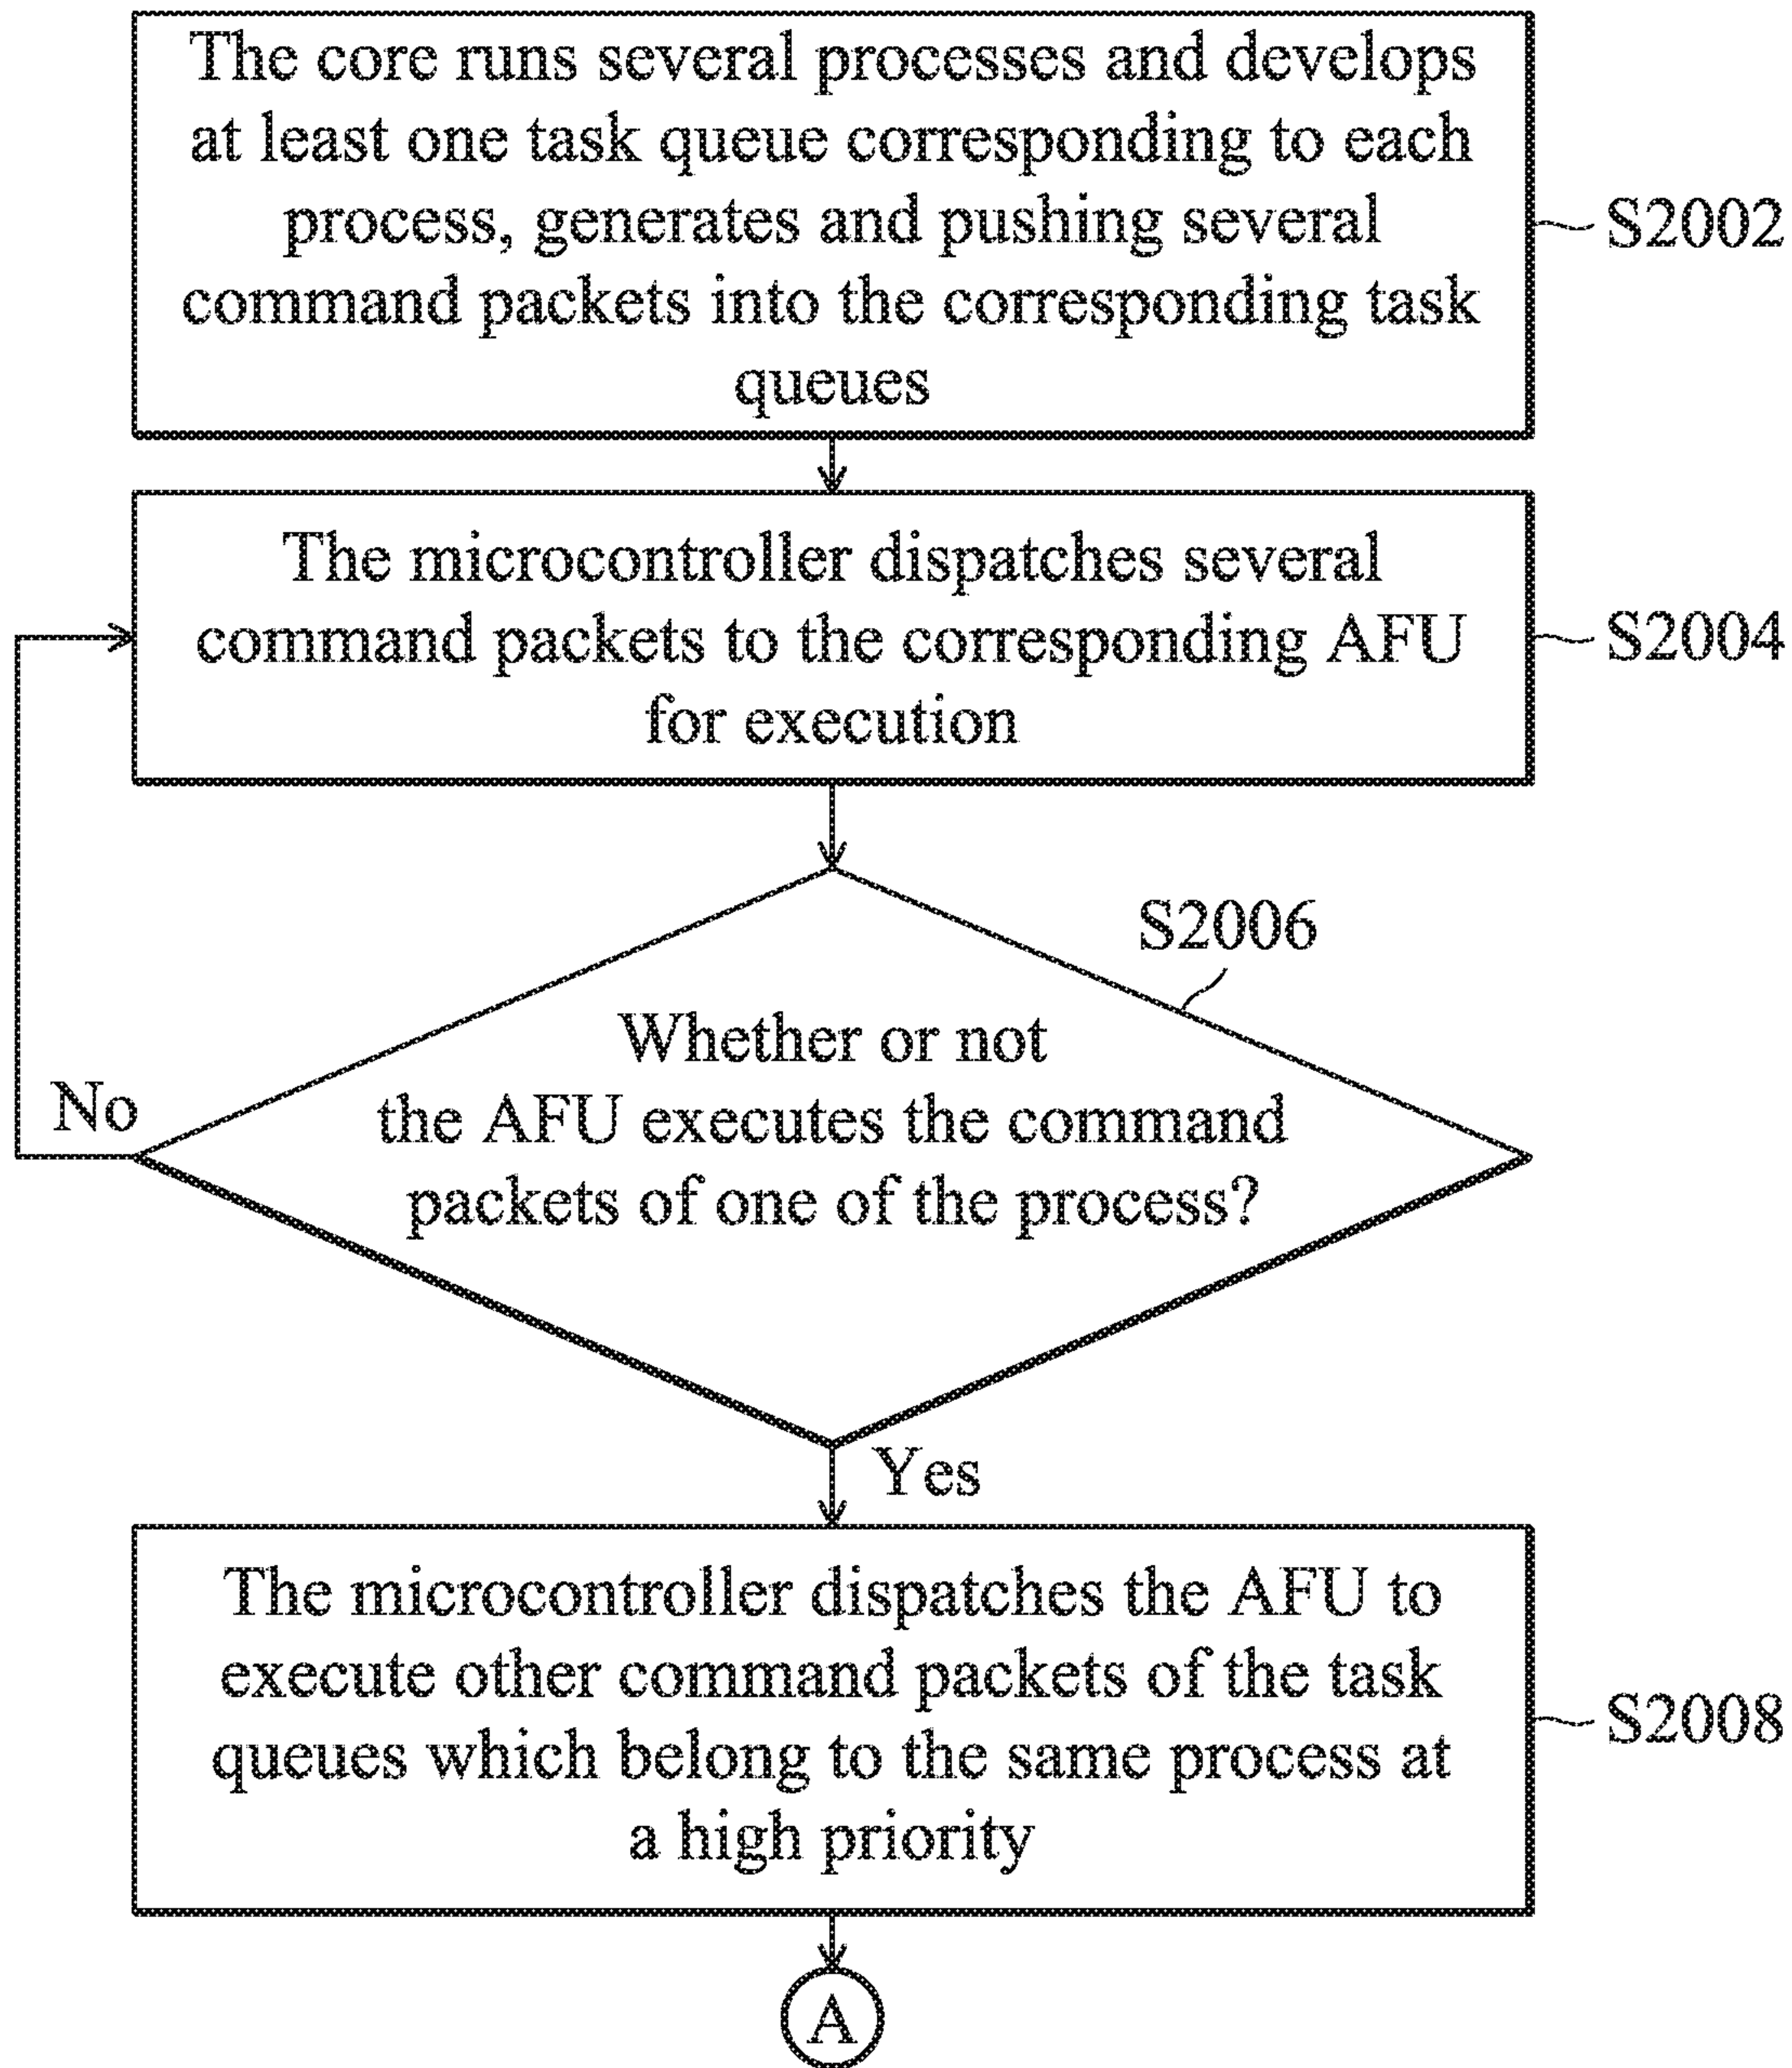 The core runs several processes and develops
at least one task queue corresponding to each
process, generates and pushing several
command packets into the corresponding task
queues
S2002
The microcontroller dispatches several
command packets to the corresponding AFU
for execution
S2004
S2006
Whether or not
the AFU executes the command
packets of one of the process?
No
Yes
The microcontroller dispatches the AFU to
execute other command packets of the task
queues which belong to the same process at
a high priority
S2008
A